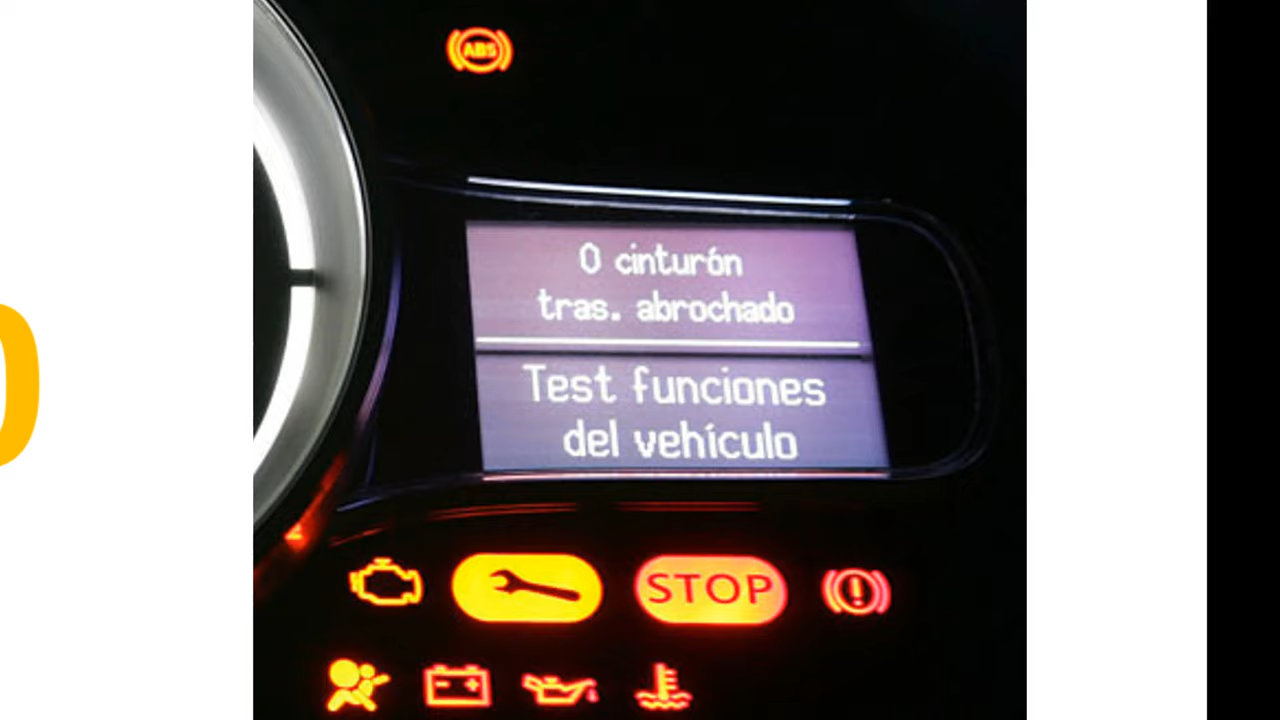 ABS
0 cinturón
tras. abrochado
Test funciones
del vehículo
STOP